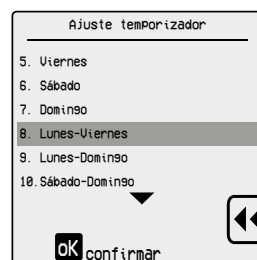 Ajuste temporizador
5. Viernes
6. Sábado
7. Domingo
8. Lunes-Viernes
9. Lunes-Domingo
10. Sábado-Domingo
oK confirmar